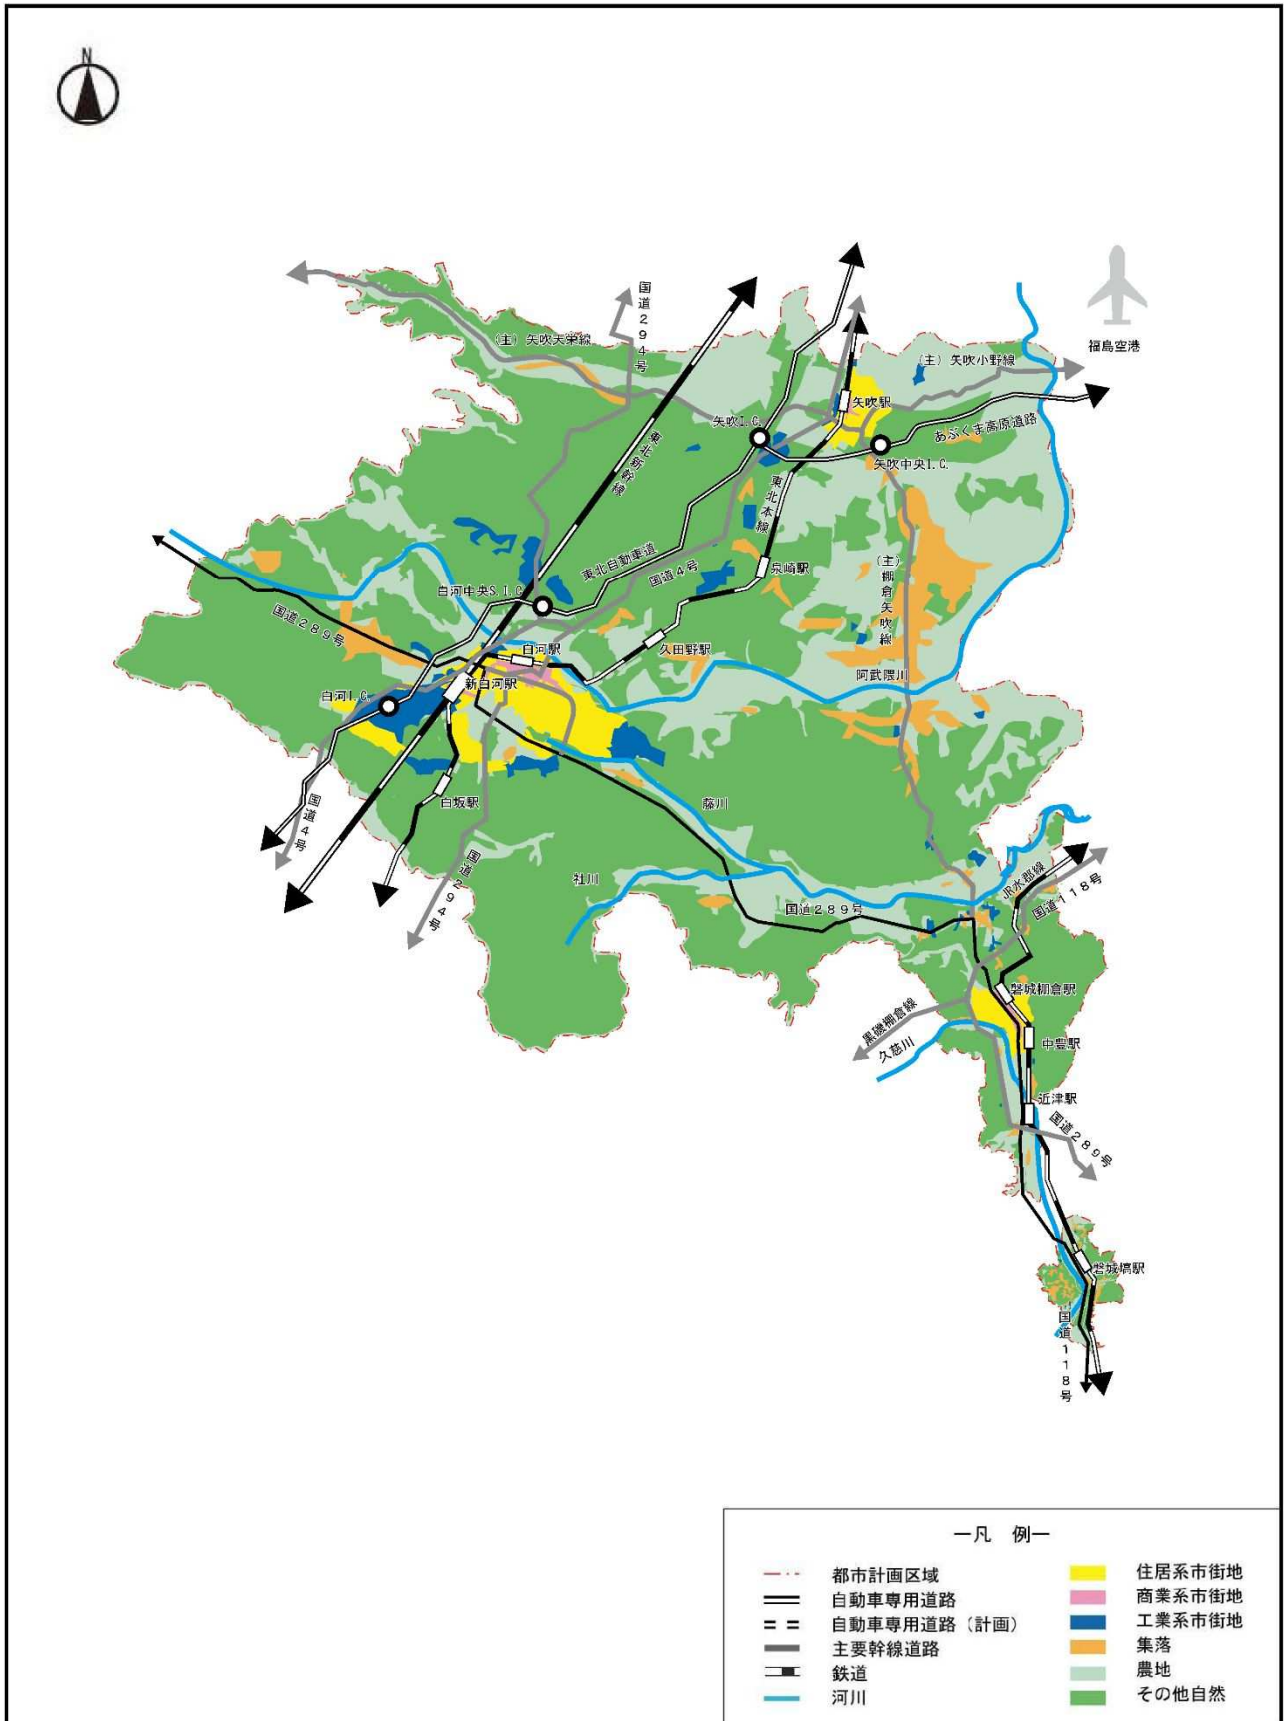 N
福島空港
国道294号
(主)矢吹天栄線
(主)矢吹小野線
矢吹駅
矢吹I.C.
あぶくま高原道路
矢吹中央I.C.
東北新幹線
東北本線
泉崎駅
東北自動車道
国道4号
(主)棚倉矢吹線
白河中央S.I.C.
国道289号
白河駅
久田野駅
阿武隈川
新白河駅
白河I.C.
白坂駅
国道4号
藤川
国道294号
社川
国道289号
JR水郡線
国道118号
磐城棚倉駅
黒磯棚倉線
久慈川
中豊駅
近津駅
国道289号
磐城塙駅
国道118号
―凡 例―
都市計画区域
自動車専用道路
自動車専用道路(計画)
主要幹線道路
鉄道
河川
住居系市街地
商業系市街地
工業系市街地
集落
農地
その他自然